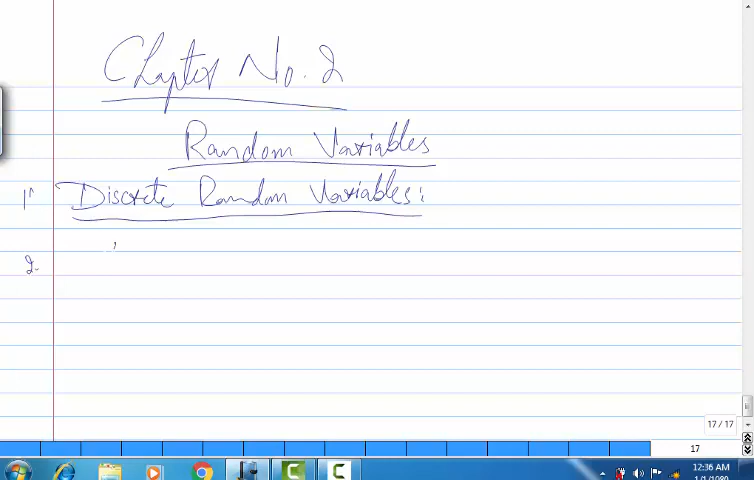 Chapter No. 2
Random Variables
1. Discrete Random Variables:
2.
17 / 17
17
12:36 AM